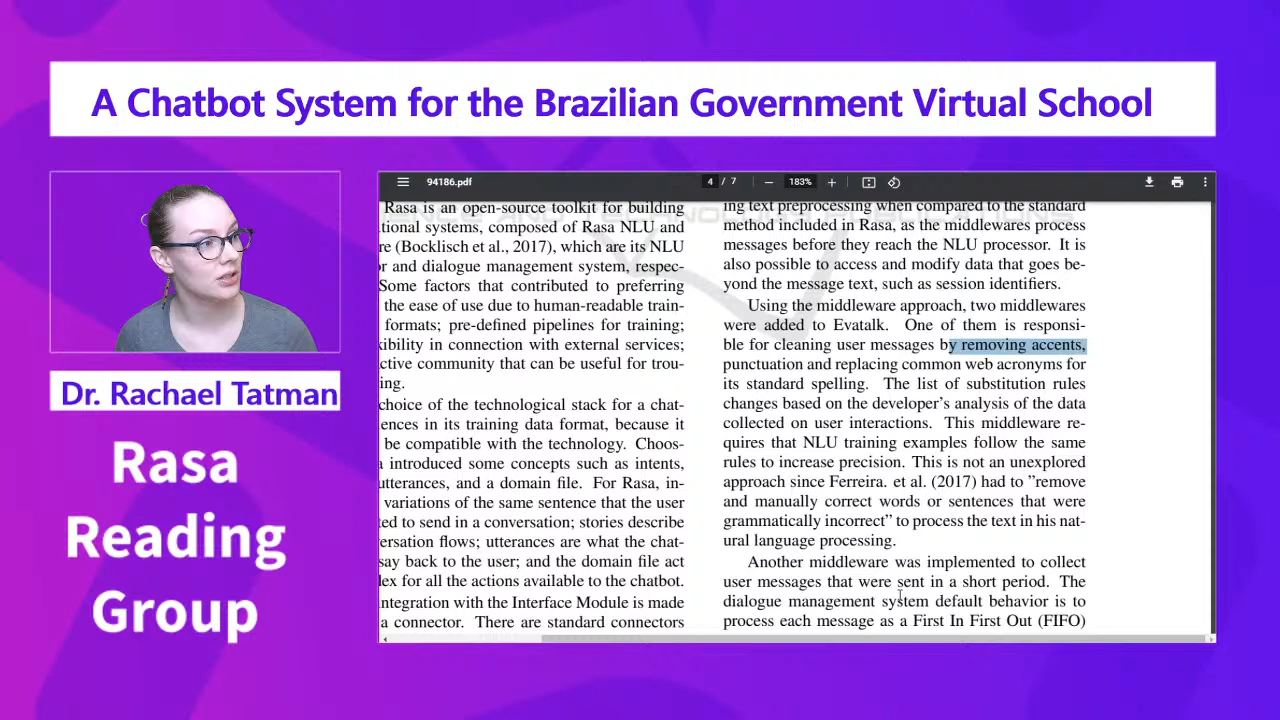 A Chatbot System for the Brazilian Government Virtual School
Dr. Rachael Tatman
Rasa
Reading
Group
94186.pdf
4 / 7
183%
SCIENCE AND TECHNOLOGY PUBLICATIONS
Rasa is an open-source toolkit for building
tional systems, composed of Rasa NLU and
re (Bocklisch et al., 2017), which are its NLU
or and dialogue management system, respec-
Some factors that contributed to preferring
the ease of use due to human-readable train-
formats; pre-defined pipelines for training;
xibility in connection with external services;
ctive community that can be useful for trou-
ing.
choice of the technological stack for a chat-
ences in its training data format, because it
be compatible with the technology. Choos-
a introduced some concepts such as intents,
utterances, and a domain file. For Rasa, in-
variations of the same sentence that the user
ted to send in a conversation; stories describe
ersation flows; utterances are what the chat-
say back to the user; and the domain file act
lex for all the actions available to the chatbot.
integration with the Interface Module is made
a connector. There are standard connectors
ing text preprocessing when compared to the standard
method included in Rasa, as the middlewares process
messages before they reach the NLU processor. It is
also possible to access and modify data that goes be-
yond the message text, such as session identifiers.
Using the middleware approach, two middlewares
were added to Evatalk. One of them is responsi-
ble for cleaning user messages by removing accents,
punctuation and replacing common web acronyms for
its standard spelling. The list of substitution rules
changes based on the developer's analysis of the data
collected on user interactions. This middleware re-
quires that NLU training examples follow the same
rules to increase precision. This is not an unexplored
approach since Ferreira. et al. (2017) had to "remove
and manually correct words or sentences that were
grammatically incorrect" to process the text in his nat-
ural language processing.
Another middleware was implemented to collect
user messages that were sent in a short period. The
dialogue management system default behavior is to
process each message as a First In First Out (FIFO)